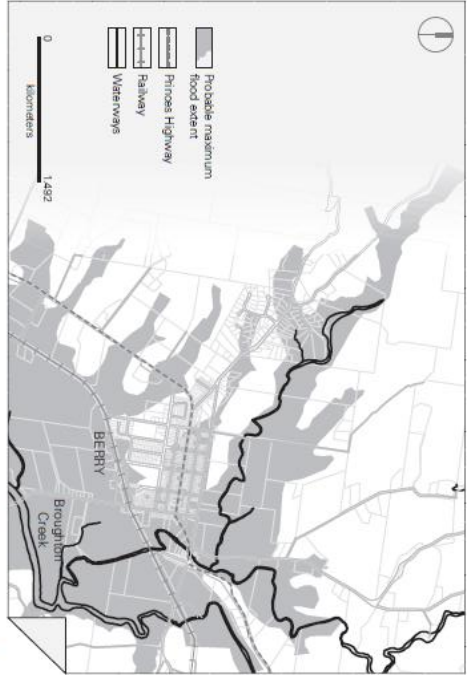 Probable maximum
flood extent
Princes Highway
Railway
Waterways
0
1.492
kilometers
BERRY
Broughton
Creek